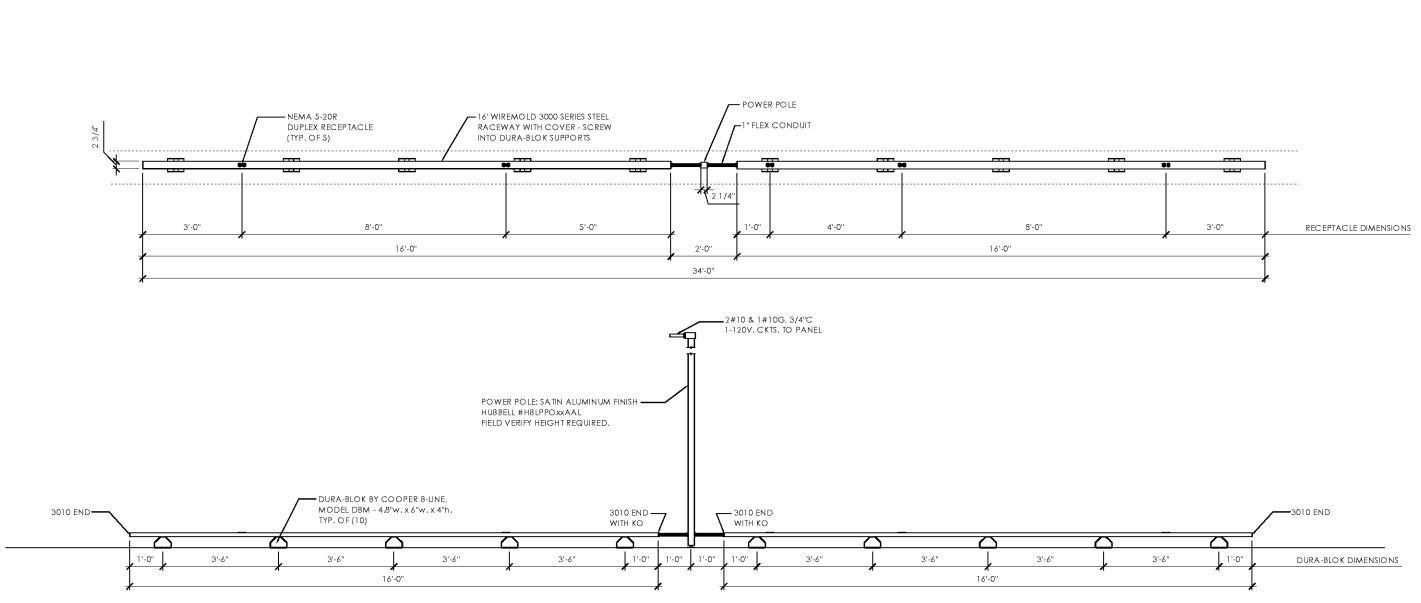 POWER POLE
NEMA 5-20R
DUPLEX RECEPTACLE
(TYP. OF 5)
16' WIREMOLD 3000 SERIES STEEL
RACEWAY WITH COVER - SCREW
INTO DURA-BLOK SUPPORTS
1" FLEX CONDUIT
2 3/4"
2 1/4"
3'-0" 8'-0" 5'-0" 1'-0" 4'-0" 8'-0" 3'-0" RECEPTACLE DIMENSIONS
16'-0" 2'-0" 16'-0"
34'-0"
2#10 & 1#10G, 3/4"C
1-120V. CKTS. TO PANEL
POWER POLE: SATIN ALUMINUM FINISH
HUBBELL #HBLPPOxxAAL
FIELD VERIFY HEIGHT REQUIRED.
DURA-BLOK BY COOPER B-LINE,
MODEL DBM - 4.8"w. x 6"w. x 4"h.
TYP. OF (10)
3010 END
3010 END
WITH KO
3010 END
WITH KO
3010 END
1'-0" 3'-6" 3'-6" 3'-6" 3'-6" 1'-0" 1'-0" 1'-0" 1'-0" 3'-6" 3'-6" 3'-6" 3'-6" 1'-0" DURA-BLOK DIMENSIONS
16'-0" 16'-0"